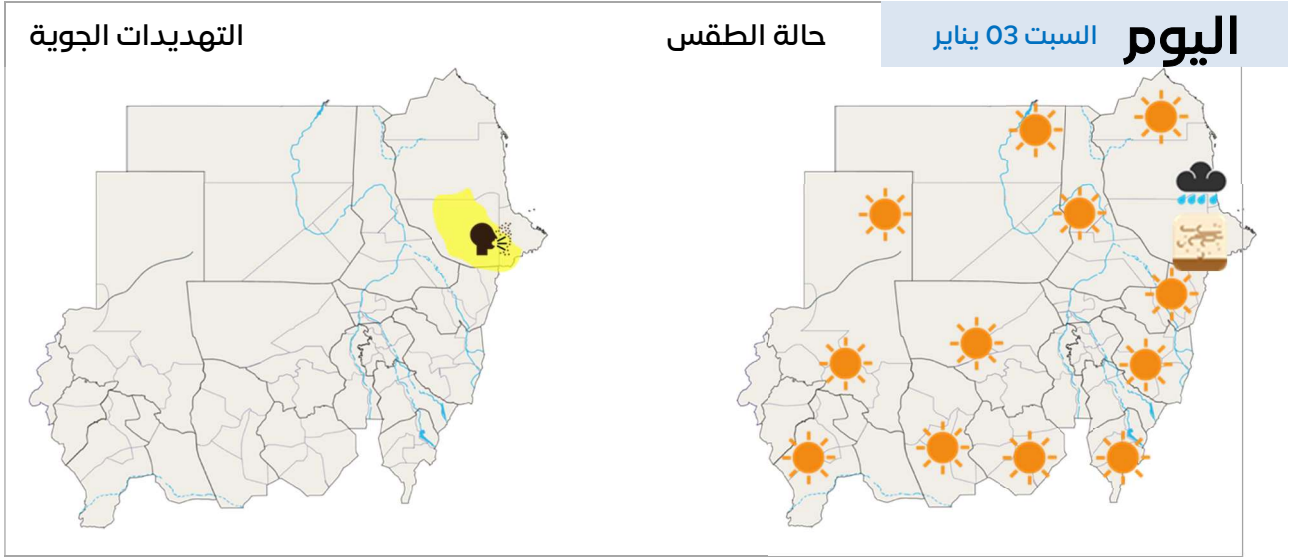 اليوم السبت 03 يناير
حالة الطقس
التهديدات الجوية